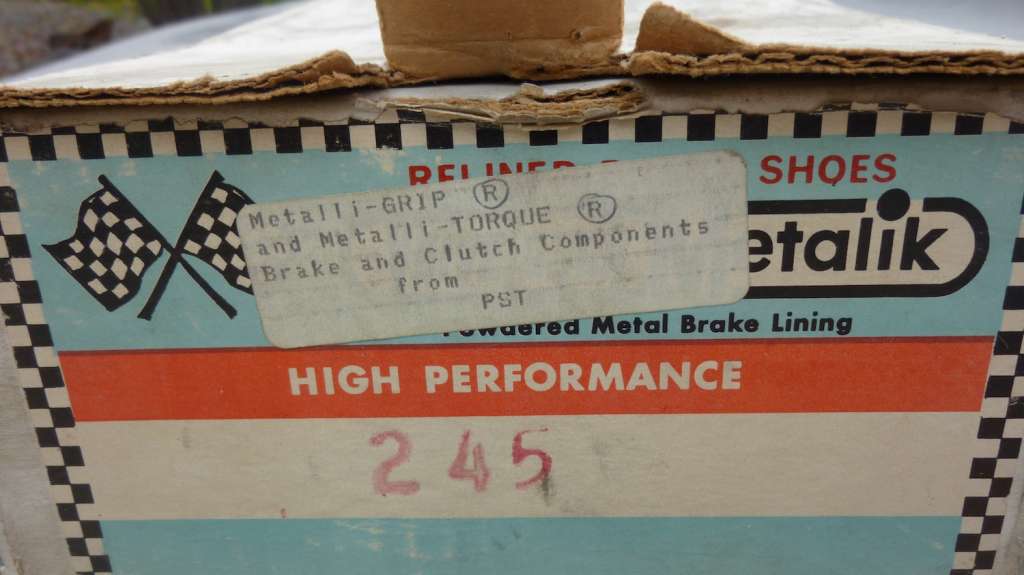 RELINED SHOES
Metalli-GRIP ®
and Metalli-TORQUE ®
Brake and Clutch Components
from
PST
etalik
Powdered Metal Brake Lining
HIGH PERFORMANCE
245